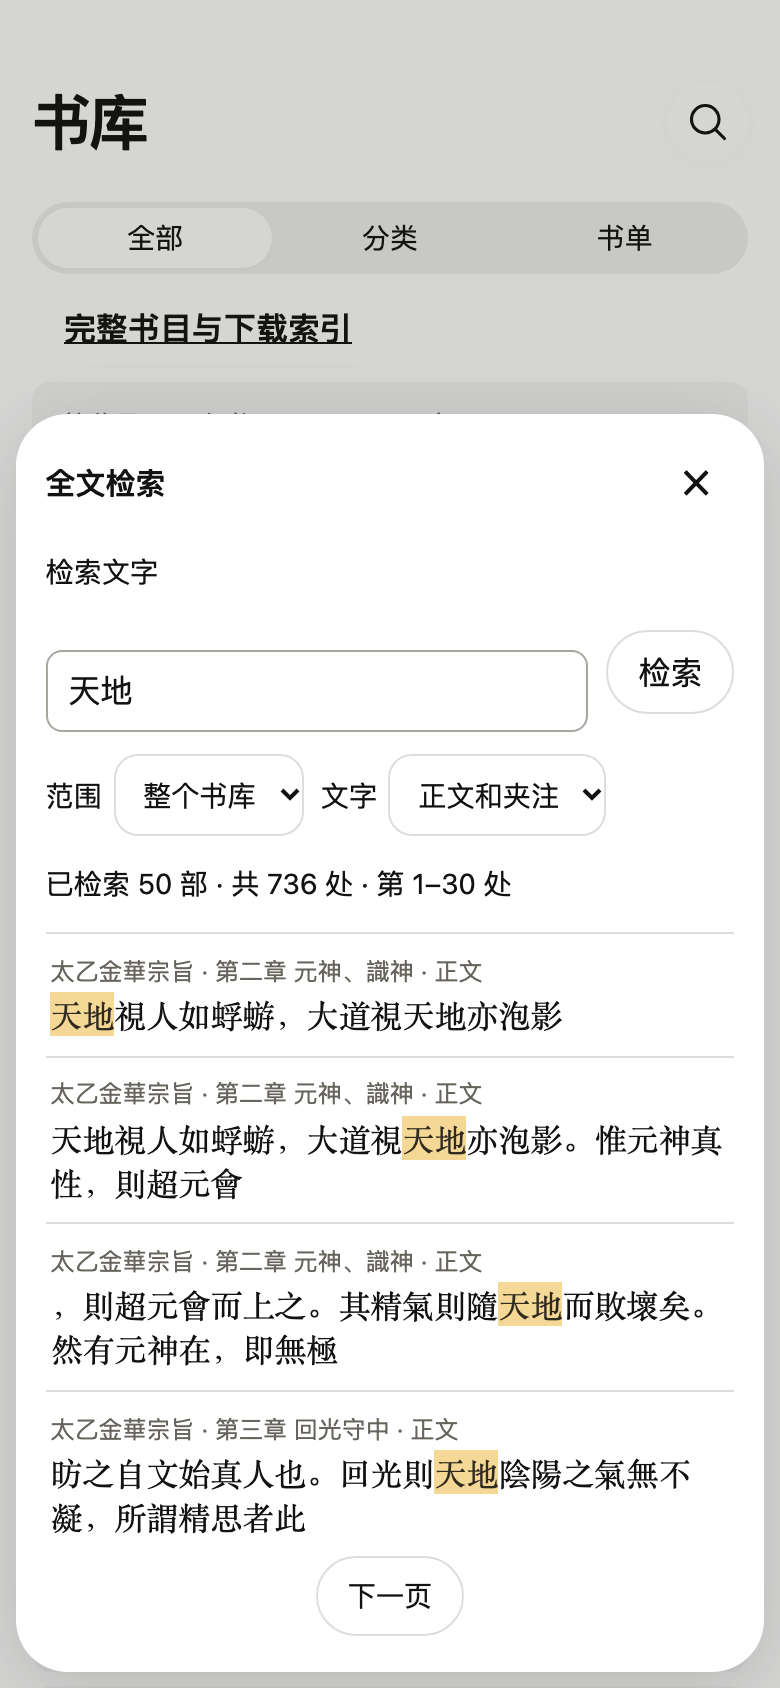 书库
全部
分类
书单
完整书目与下载索引
全文检索
检索文字
天地
检索
范围
整个书库
文字
正文和夹注
已检索 50 部 · 共 736 处 · 第 1–30 处
太乙金華宗旨 · 第二章 元神、識神 · 正文
天地視人如蜉蝣，大道視天地亦泡影
太乙金華宗旨 · 第二章 元神、識神 · 正文
天地視人如蜉蝣，大道視天地亦泡影。惟元神真
性，則超元會
太乙金華宗旨 · 第二章 元神、識神 · 正文
，則超元會而上之。其精氣則隨天地而敗壞矣。
然有元神在，即無極
太乙金華宗旨 · 第三章 回光守中 · 正文
昉之自文始真人也。回光則天地陰陽之氣無不
凝，所謂精思者此
下一页